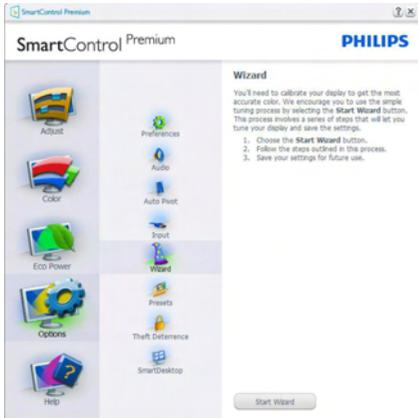 SmartControl Premium
SmartControl Premium
PHILIPS
Adjust
Color
Eco Power
Options
Help
Preferences
Audio
Auto Pivot
Input
Wizard
Presets
Theft Deterrence
SmartDesktop
Wizard
You'll need to calibrate your display to get the most
accurate color. We encourage you to use the simple
tuning process by selecting the Start Wizard button.
This process involves a series of steps that will let you
tune your display and save the settings.
1. Choose the Start Wizard button.
2. Follow the steps outlined in this process.
3. Save your settings for future use.
Start Wizard